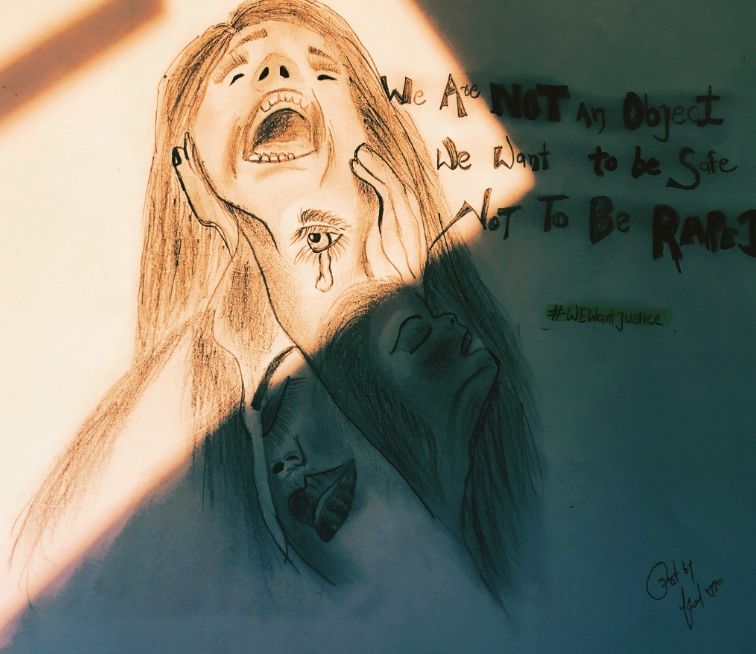 We Are NOT An Object
We Want to be Safe
Not To Be RAPED
#WEWantJustice
Art by